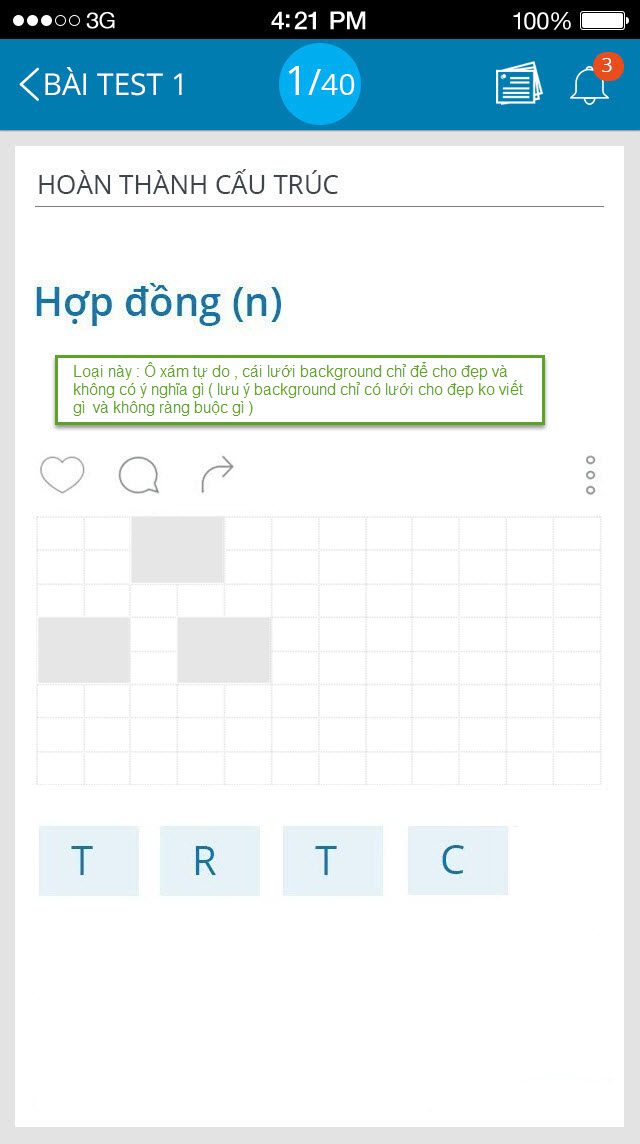 3G 4:21 PM 100%
BÀI TEST 1 1/40 3
HOÀN THÀNH CẤU TRÚC
Hợp đồng (n)
Loại này : Ô xám tự do , cái lưới background chỉ để cho đẹp và
không có ý nghĩa gì ( lưu ý background chỉ có lưới cho đẹp ko viết
gì và không ràng buộc gì )
T R T C